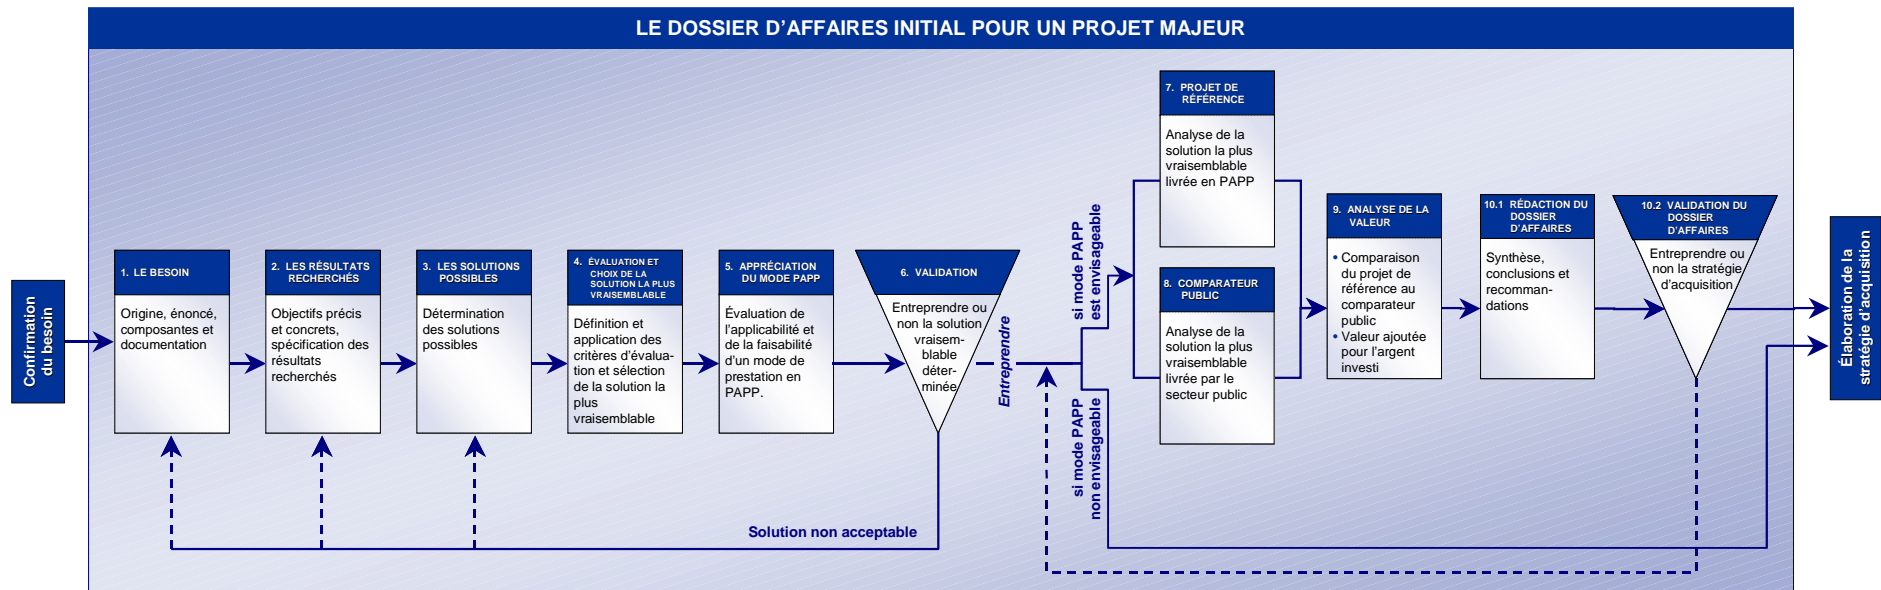 LE DOSSIER D’AFFAIRES INITIAL POUR UN PROJET MAJEUR
Confirmation
du besoin
1. LE BESOIN
Origine, énoncé,
composantes et
documentation
2. LES RÉSULTATS
RECHERCHÉS
Objectifs précis
et concrets,
spécification des
résultats
recherchés
3. LES SOLUTIONS
POSSIBLES
Détermination
des solutions
possibles
4. ÉVALUATION ET
CHOIX DE LA
SOLUTION LA PLUS
VRAISEMBLABLE
Définition et
application des
critères d’évalua-
tion et sélection
de la solution la
plus
vraisemblable
5. APPRÉCIATION
DU MODE PAPP
Évaluation de
l’applicabilité et
de la faisabilité
d’un mode de
prestation en
PAPP.
6. VALIDATION
Entreprendre ou
non la solution
vraisem-
blable
déter-
minée
Entreprendre
Solution non acceptable
si mode PAPP
est envisageable
si mode PAPP
non envisageable
7. PROJET DE
RÉFÉRENCE
Analyse de la
solution la plus
vraisemblable
livrée en PAPP
8. COMPARATEUR
PUBLIC
Analyse de la
solution la plus
vraisemblable
livrée par le
secteur public
9. ANALYSE DE LA
VALEUR
• Comparaison
du projet de
référence au
comparateur
public
• Valeur ajoutée
pour l’argent
investi
10.1 RÉDACTION DU
DOSSIER
D’AFFAIRES
Synthèse,
conclusions et
recomman-
dations
10.2 VALIDATION DU
DOSSIER
D’AFFAIRES
Entreprendre ou
non la stratégie
d’acquisition
Élaboration de la
stratégie d’acquisition